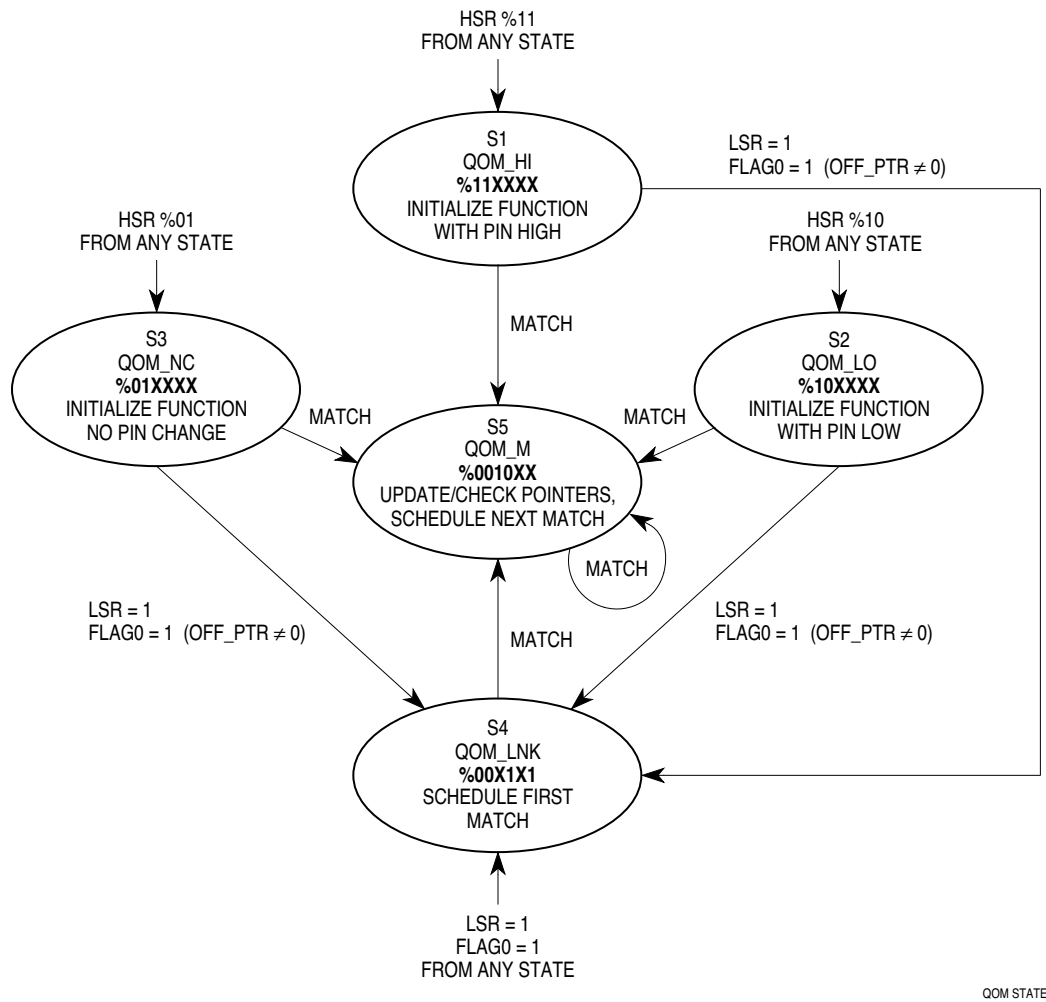 HSR %11
FROM ANY STATE
S1
QOM_HI
%11XXXX
INITIALIZE FUNCTION
WITH PIN HIGH
LSR = 1
FLAG0 = 1 (OFF_PTR ≠ 0)
HSR %01
FROM ANY STATE
HSR %10
FROM ANY STATE
MATCH
S3
QOM_NC
%01XXXX
INITIALIZE FUNCTION
NO PIN CHANGE
S2
QOM_LO
%10XXXX
INITIALIZE FUNCTION
WITH PIN LOW
MATCH
MATCH
S5
QOM_M
%0010XX
UPDATE/CHECK POINTERS,
SCHEDULE NEXT MATCH
MATCH
LSR = 1
FLAG0 = 1 (OFF_PTR ≠ 0)
MATCH
LSR = 1
FLAG0 = 1 (OFF_PTR ≠ 0)
S4
QOM_LNK
%00X1X1
SCHEDULE FIRST
MATCH
LSR = 1
FLAG0 = 1
FROM ANY STATE
QOM STATE